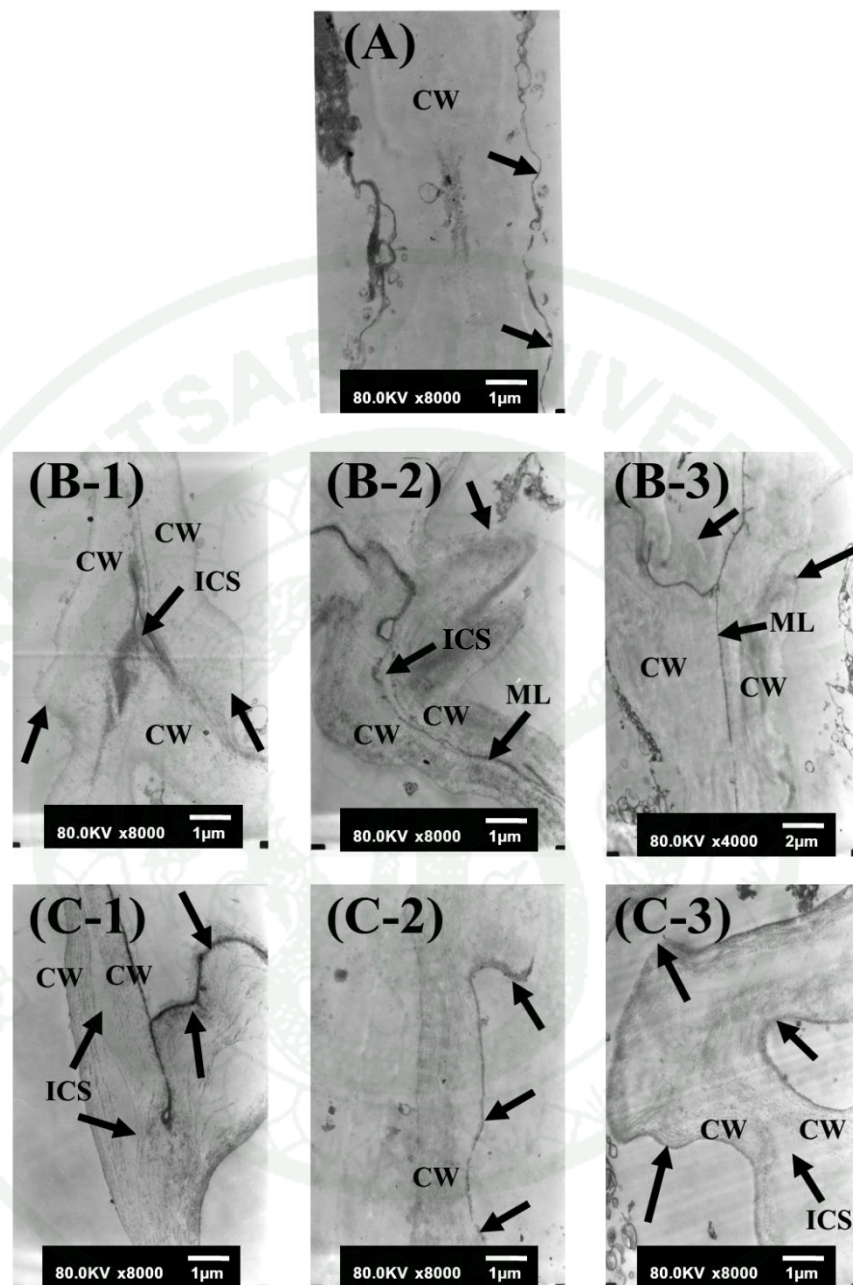 (A)
CW
80.0KV x8000 1µm
(B-1)
CW
CW
ICS
CW
80.0KV x8000 1µm
(B-2)
ICS
ML
CW
CW
80.0KV x8000 1µm
(B-3)
ML
CW
CW
80.0KV x4000 2µm
(C-1)
CW
CW
ICS
80.0KV x8000 1µm
(C-2)
CW
80.0KV x8000 1µm
(C-3)
CW
CW
ICS
80.0KV x8000 1µm